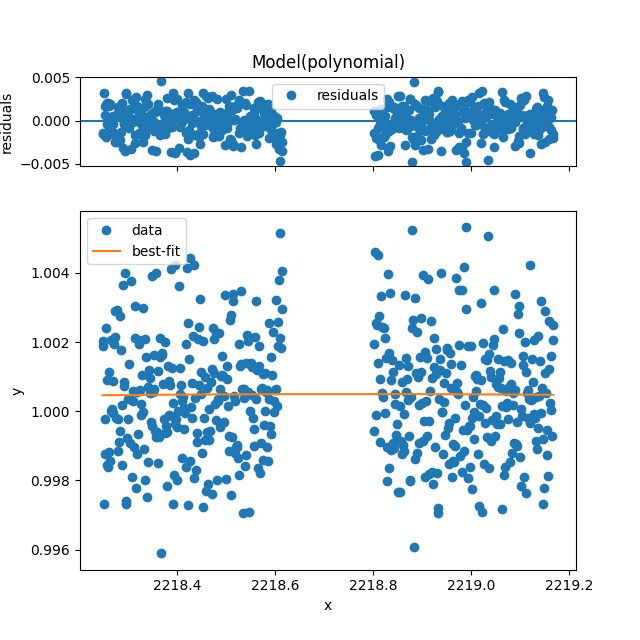 Model(polynomial)
0.005
0.000
−0.005
residuals
residuals
data
best-fit
1.004
1.002
1.000
0.998
0.996
y
2218.4
2218.6
2218.8
2219.0
2219.2
x